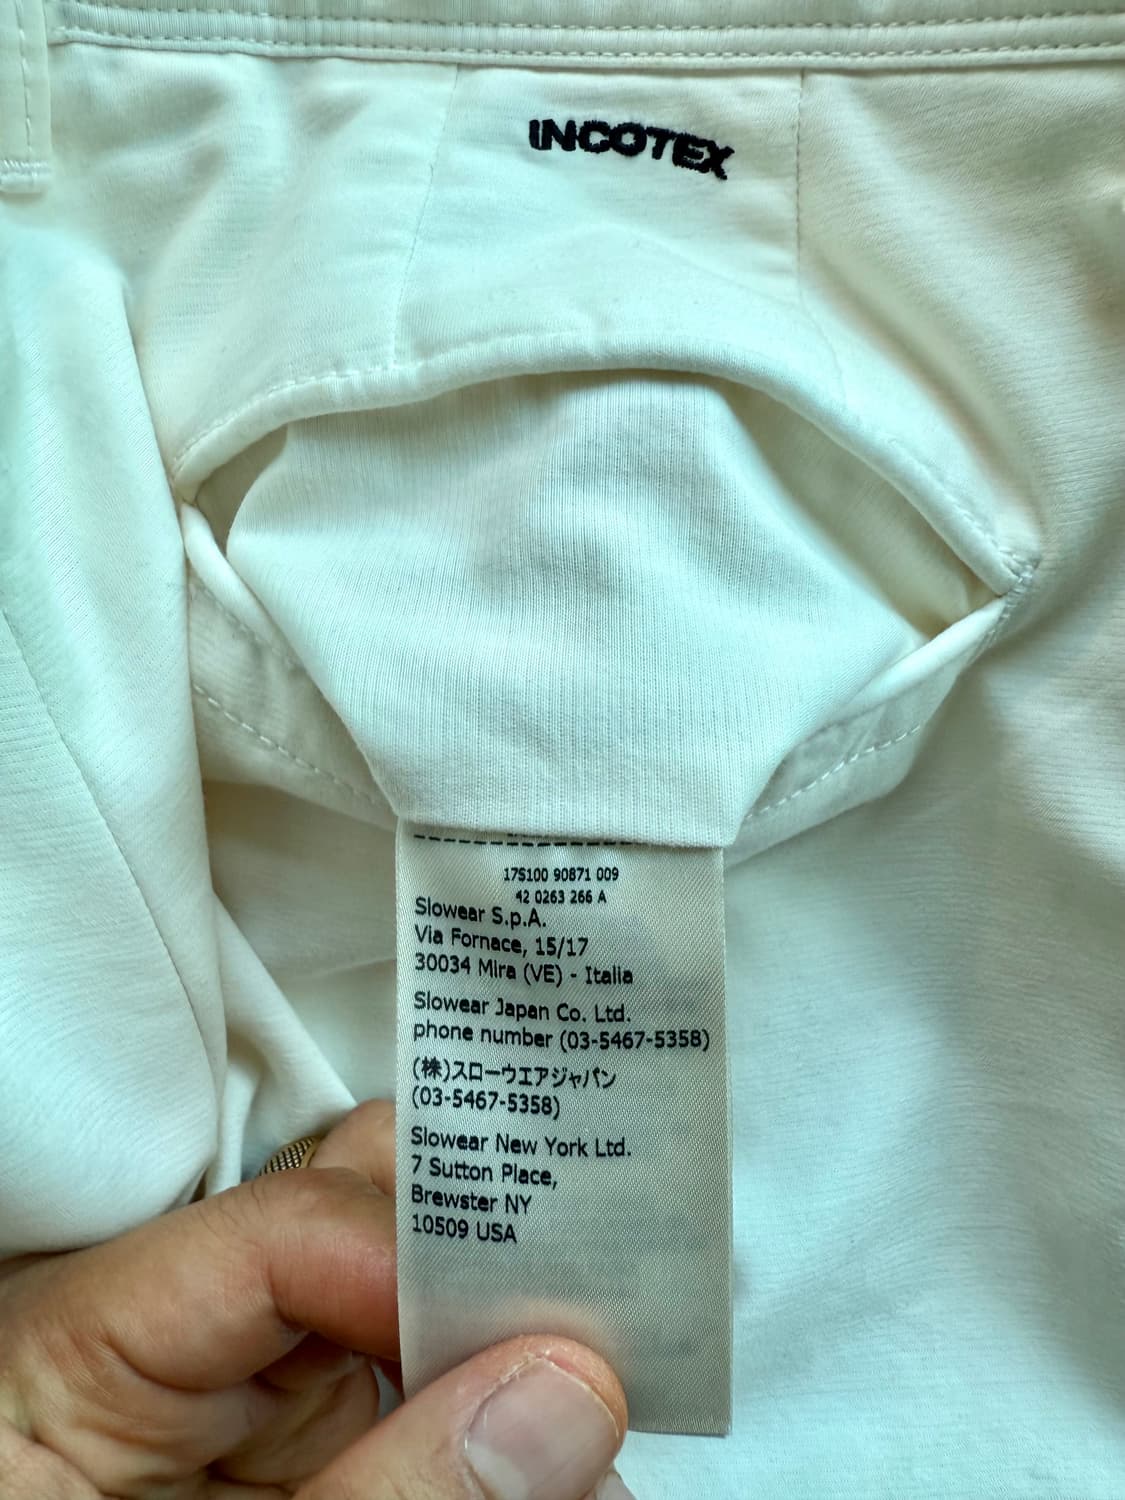 INCOTEX
17S100 90871 009
42 0263 266 A
Slowear S.p.A.
Via Fornace, 15/17
30034 Mira (VE) - Italia
Slowear Japan Co. Ltd.
phone number (03-5467-5358)
(株)スローウエアジャパン
(03-5467-5358)
Slowear New York Ltd.
7 Sutton Place,
Brewster NY
10509 USA